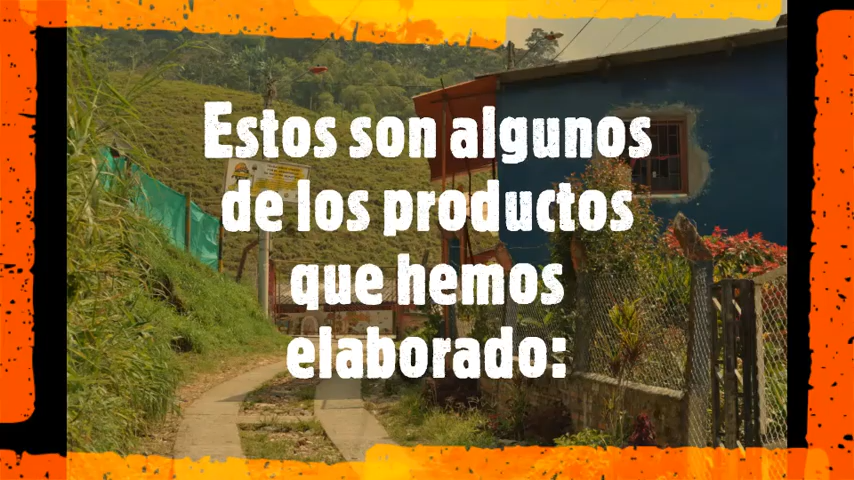 Estos son algunos
de los productos
que hemos
elaborado: